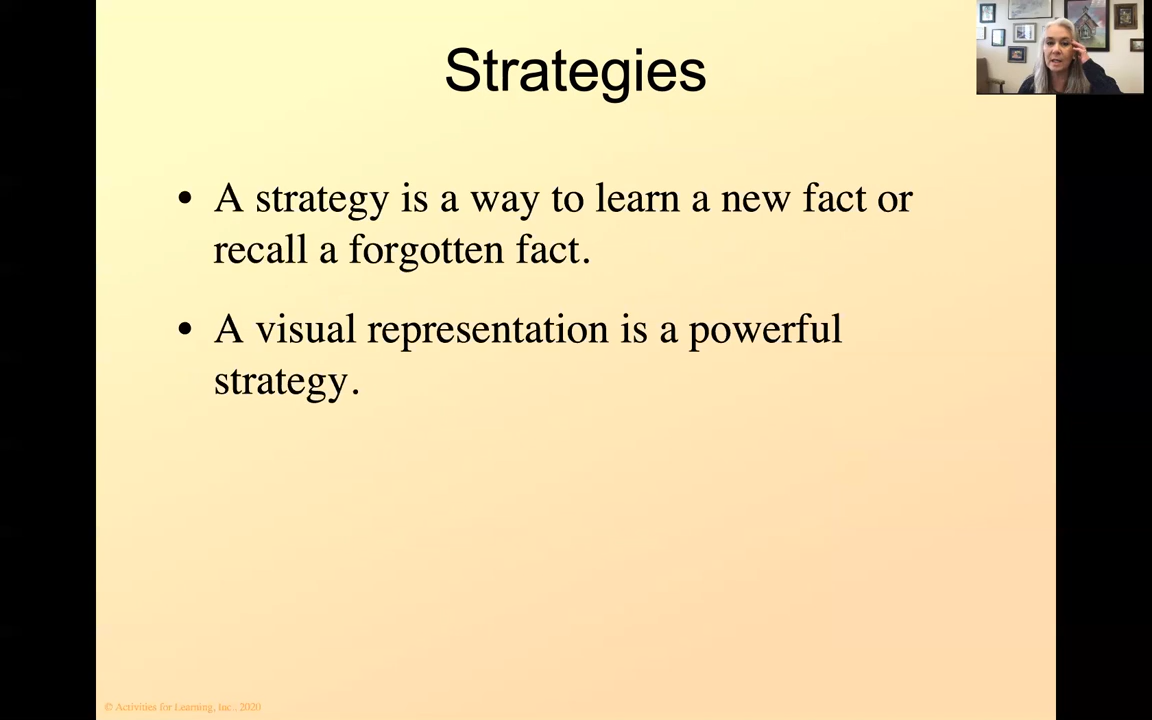 Strategies
• A strategy is a way to learn a new fact or
recall a forgotten fact.
• A visual representation is a powerful
strategy.
© Activities for Learning, Inc., 2020